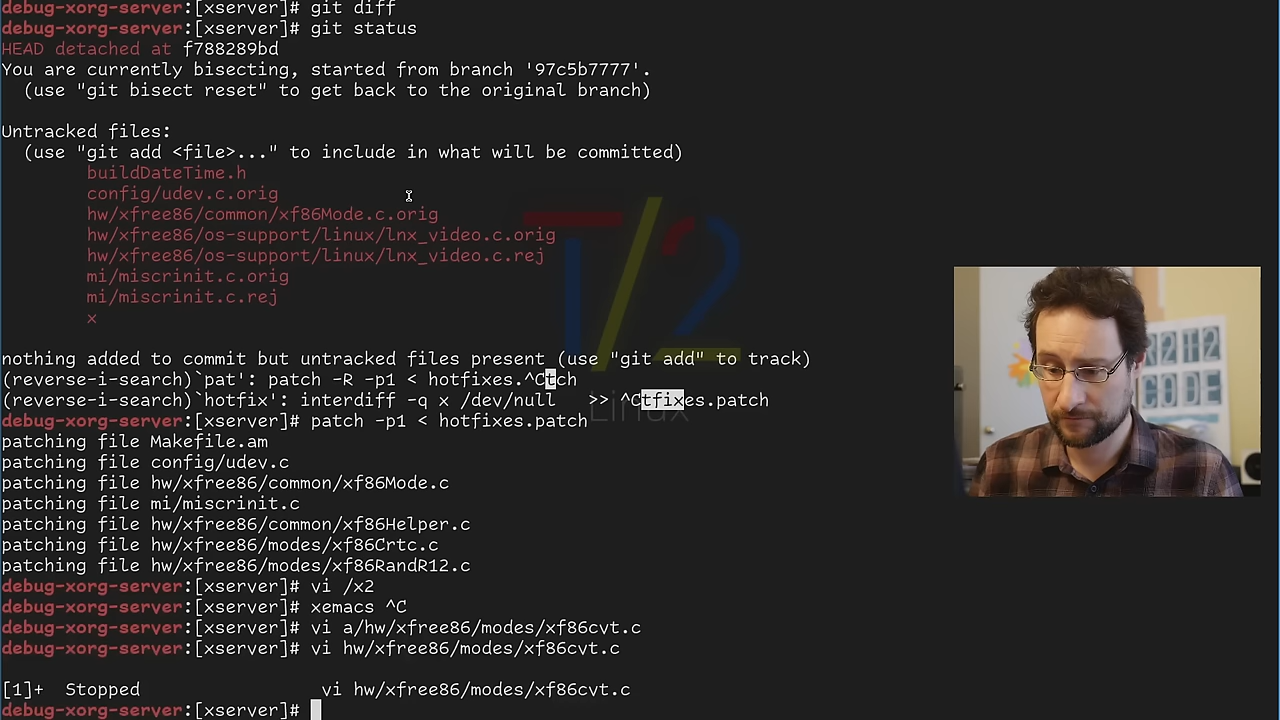 debug-xorg-server:[xserver]# git diff
debug-xorg-server:[xserver]# git status
HEAD detached at f788289bd
You are currently bisecting, started from branch '97c5b7777'.
  (use "git bisect reset" to get back to the original branch)
Untracked files:
  (use "git add <file>..." to include in what will be committed)
        buildDateTime.h
        config/udev.c.orig
        hw/xfree86/common/xf86Mode.c.orig
        hw/xfree86/os-support/linux/lnx_video.c.orig
        hw/xfree86/os-support/linux/lnx_video.c.rej
        mi/miscrinit.c.orig
        mi/miscrinit.c.rej
        x
nothing added to commit but untracked files present (use "git add" to track)
(reverse-i-search)`pat': patch -R -p1 < hotfixes.^Ctch
(reverse-i-search)`hotfix': interdiff -q x /dev/null   >> ^Ctfixes.patch
debug-xorg-server:[xserver]# patch -p1 < hotfixes.patch
patching file Makefile.am
patching file config/udev.c
patching file hw/xfree86/common/xf86Mode.c
patching file mi/miscrinit.c
patching file hw/xfree86/common/xf86Helper.c
patching file hw/xfree86/modes/xf86Crtc.c
patching file hw/xfree86/modes/xf86RandR12.c
debug-xorg-server:[xserver]# vi /x2
debug-xorg-server:[xserver]# xemacs ^C
debug-xorg-server:[xserver]# vi a/hw/xfree86/modes/xf86cvt.c
debug-xorg-server:[xserver]# vi hw/xfree86/modes/xf86cvt.c
[1]+  Stopped                 vi hw/xfree86/modes/xf86cvt.c
debug-xorg-server:[xserver]#
T/2
Linux